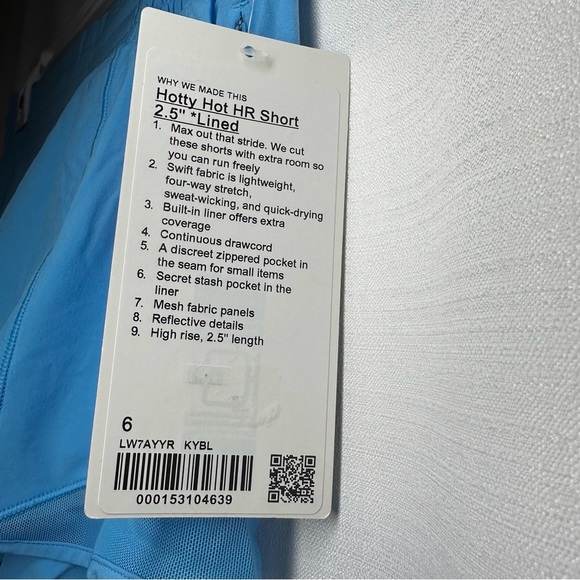 WHY WE MADE THIS
Hotty Hot HR Short
2.5" *Lined
1. Max out that stride. We cut
these shorts with extra room so
you can run freely
2. Swift fabric is lightweight,
four-way stretch,
sweat-wicking, and quick-drying
3. Built-in liner offers extra
coverage
4. Continuous drawcord
5. A discreet zippered pocket in
the seam for small items
6. Secret stash pocket in the
liner
7. Mesh fabric panels
8. Reflective details
9. High rise, 2.5" length
6
LW7AYYR KYBL
000153104639